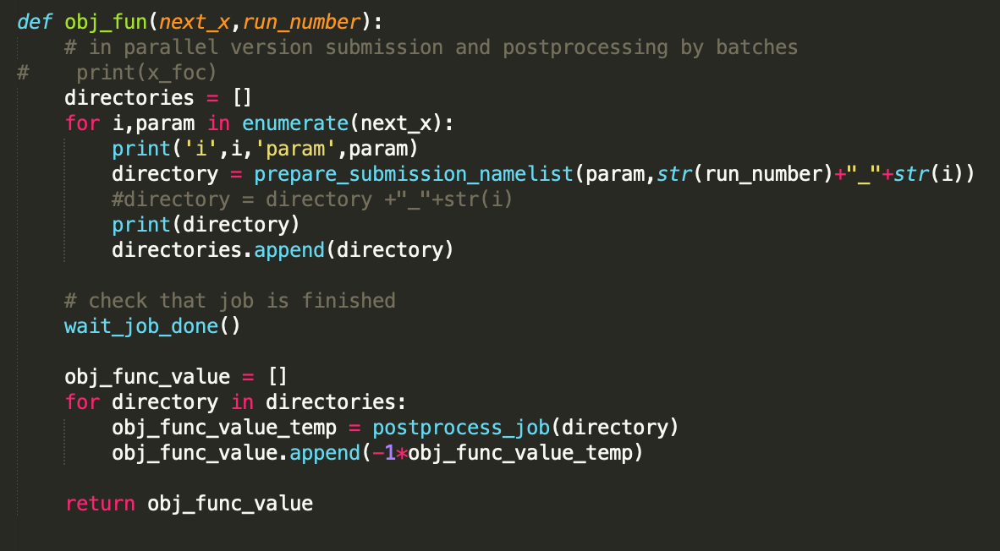 def obj_fun(next_x,run_number):
    # in parallel version submission and postprocessing by batches
#    print(x_foc)
    directories = []
    for i,param in enumerate(next_x):
        print('i',i,'param',param)
        directory = prepare_submission_namelist(param,str(run_number)+"_"+str(i))
        #directory = directory +"_"+str(i)
        print(directory)
        directories.append(directory)

    # check that job is finished
    wait_job_done()

    obj_func_value = []
    for directory in directories:
        obj_func_value_temp = postprocess_job(directory)
        obj_func_value.append(-1*obj_func_value_temp)

    return obj_func_value